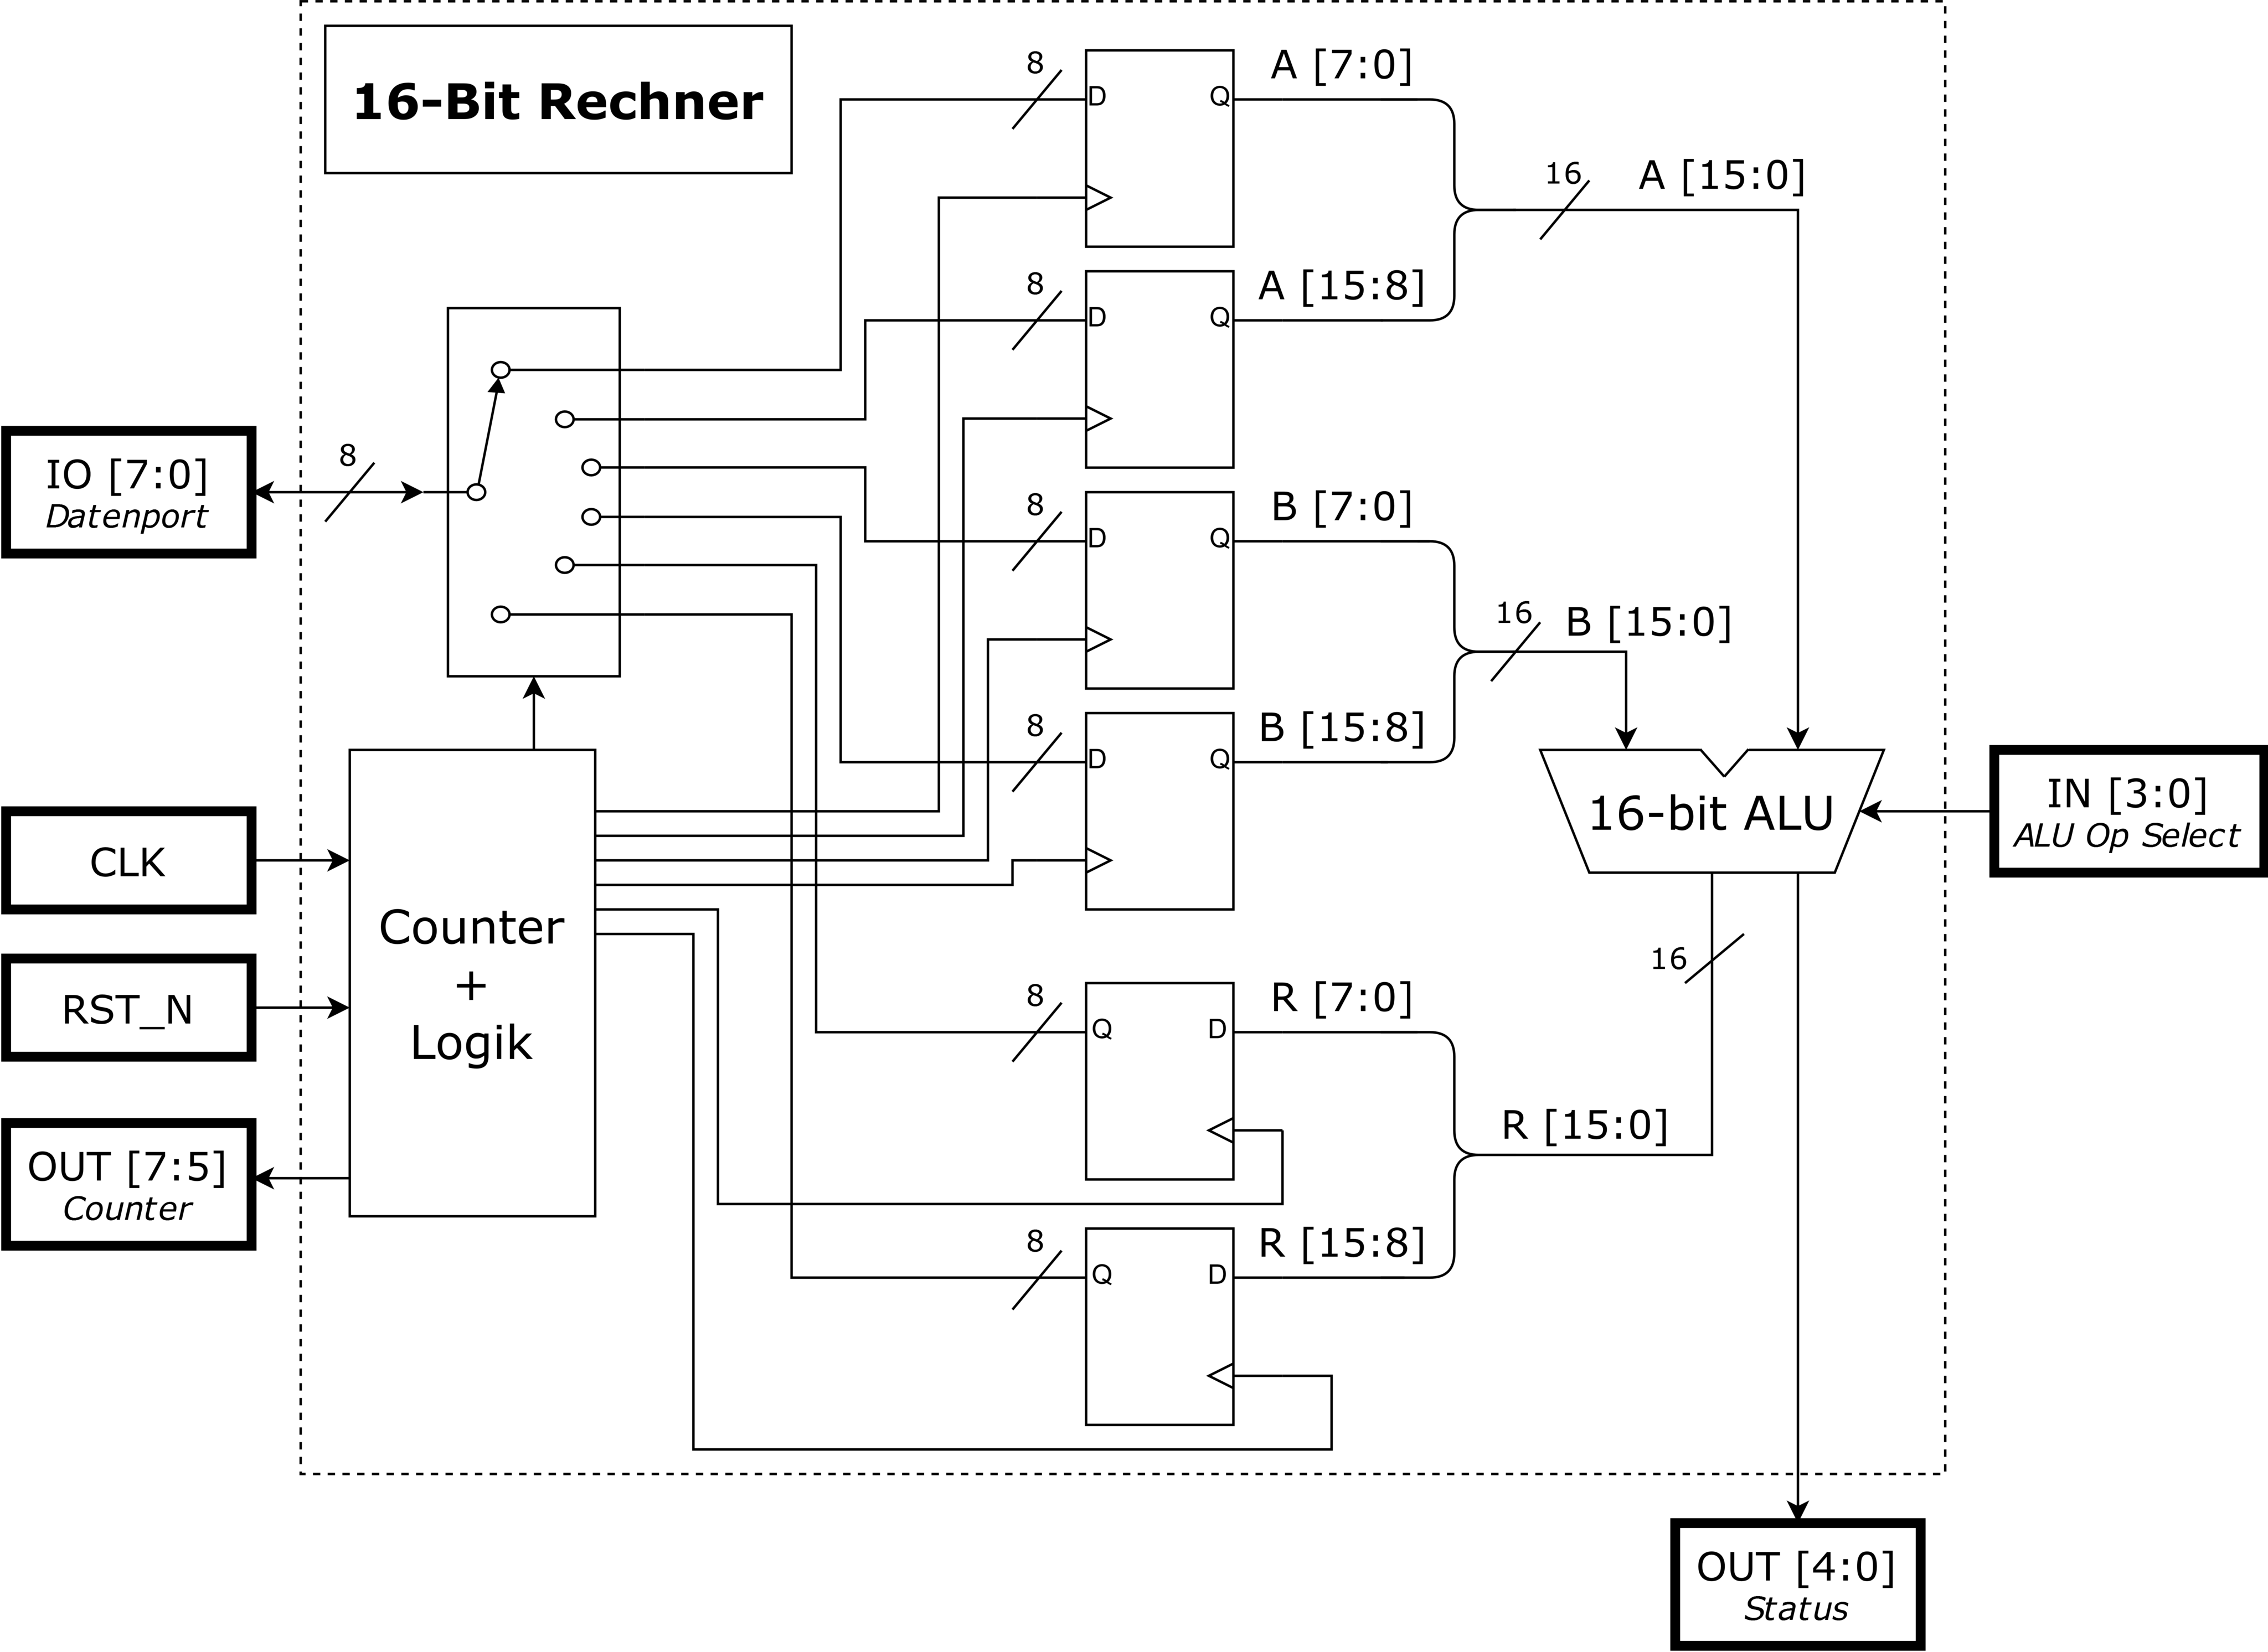 16-Bit Rechner
8
D
Q
A [7:0]
16
A [15:0]
8
D
Q
A [15:8]
IO [7:0]
Datenport
8
8
D
Q
B [7:0]
16
B [15:0]
8
D
Q
B [15:8]
16-bit ALU
IN [3:0]
ALU Op Select
CLK
RST_N
OUT [7:5]
Counter
Counter
+
Logik
16
8
Q
D
R [7:0]
R [15:0]
8
Q
D
R [15:8]
OUT [4:0]
Status